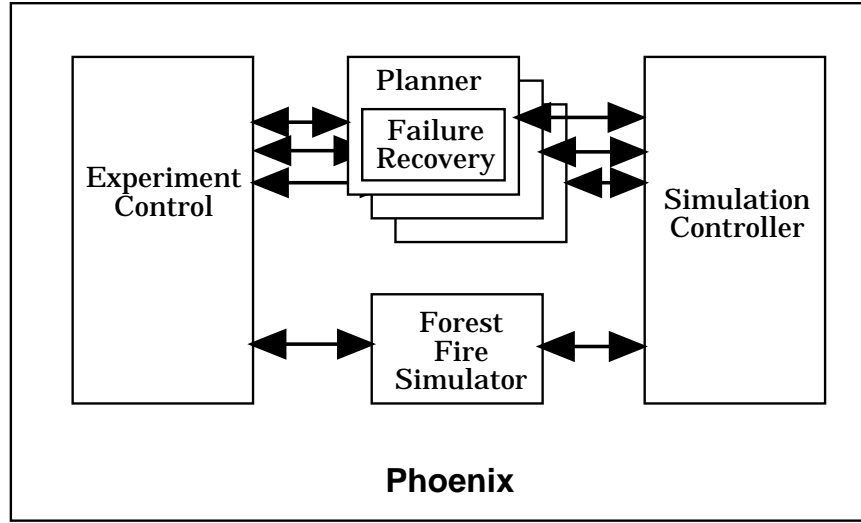 Planner
Failure
Recovery
Experiment
Control
Simulation
Controller
Forest
Fire
Simulator
Phoenix